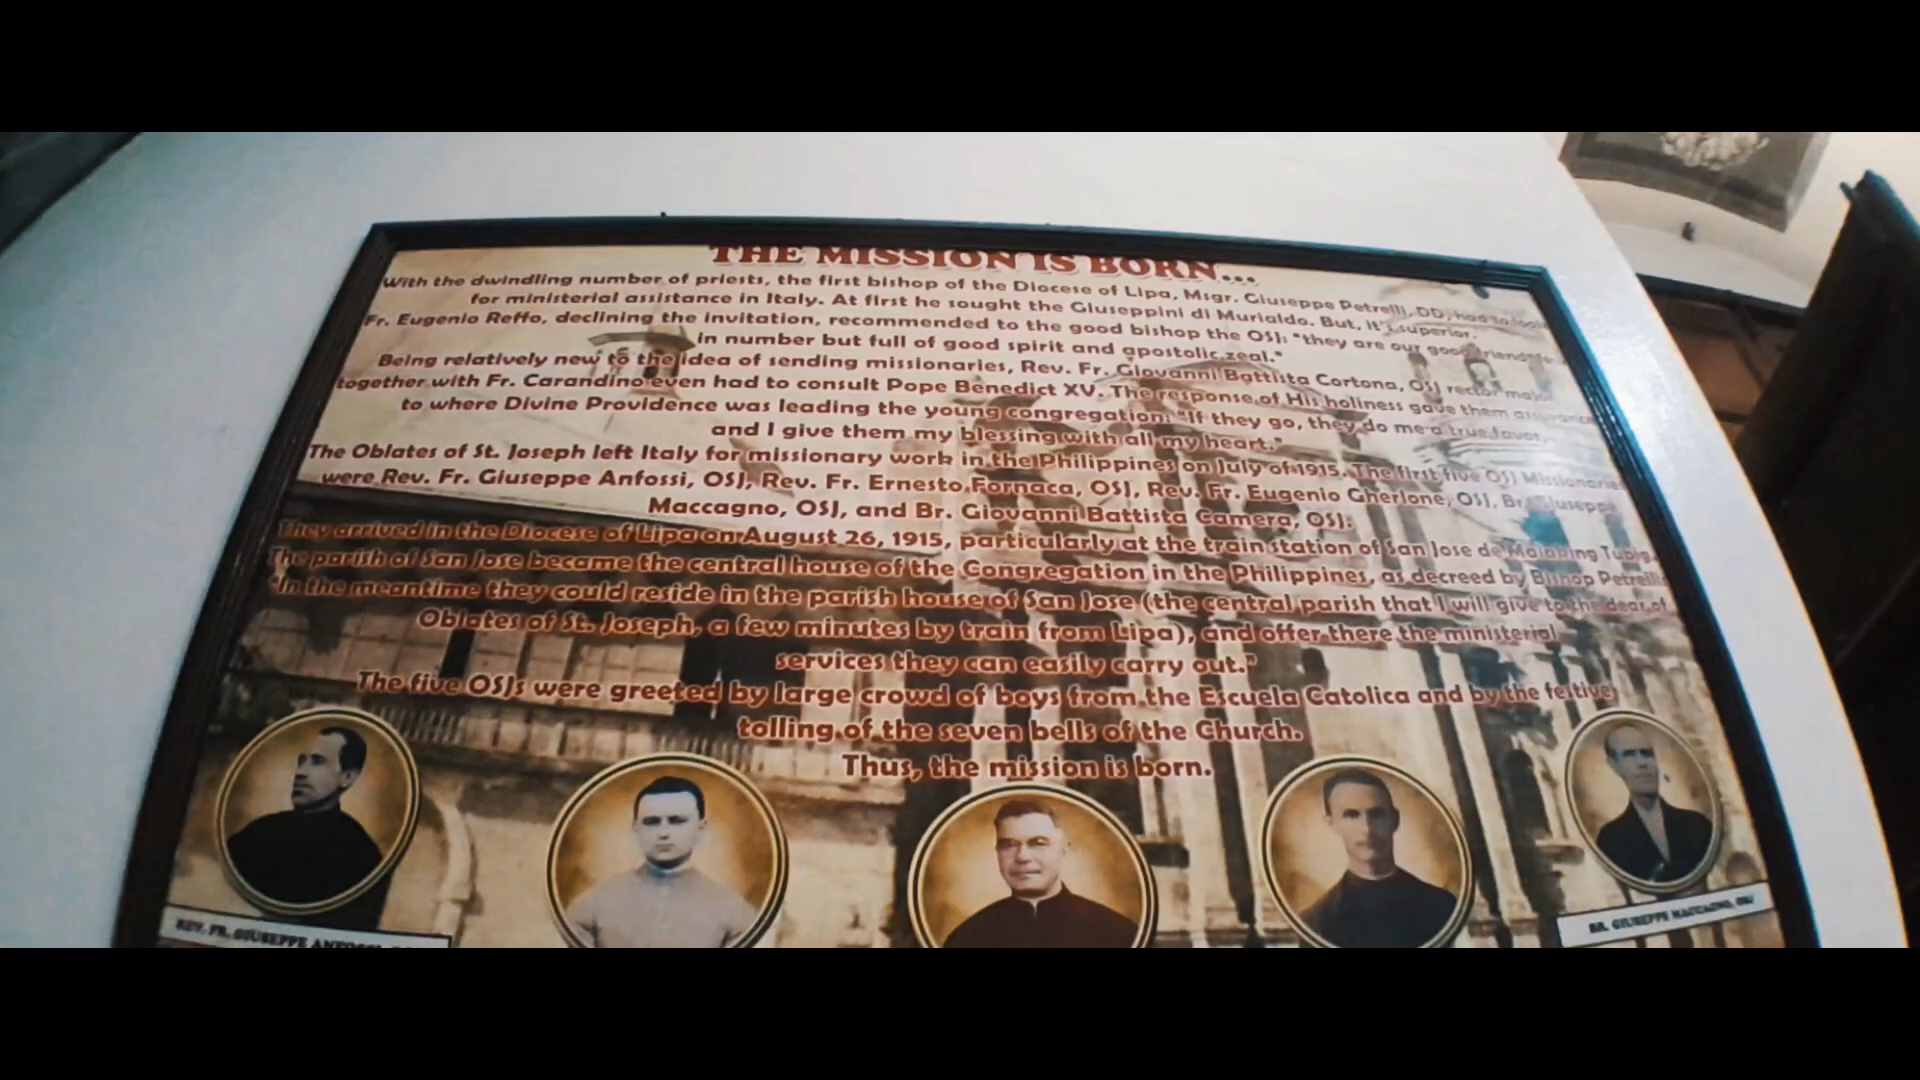 THE MISSION IS BORN...
With the dwindling number of priests, the first bishop of the Diocese of Lipa, Msgr. Giuseppe Petrelli, DD, had to look
for ministerial assistance in Italy. At first he sought the Giuseppini di Murialdo. But, it's superior,
Fr. Eugenio Reffo, declining the invitation, recommended to the good bishop the OSJ: "they are our good friends
in number but full of good spirit and apostolic zeal."
Being relatively new to the idea of sending missionaries, Rev. Fr. Giovanni Battista Cortona, OSJ rector major
together with Fr. Carandino even had to consult Pope Benedict XV. The response of His holiness gave them assurance
to where Divine Providence was leading the young congregation: "If they go, they do me a true favor,
and I give them my blessing with all my heart."
The Oblates of St. Joseph left Italy for missionary work in the Philippines on July of 1915. The first five OSJ Missionaries
were Rev. Fr. Giuseppe Anfossi, OSJ, Rev. Fr. Ernesto Fornaca, OSJ, Rev. Fr. Eugenio Gherlone, OSJ, Br. Giuseppe
Maccagno, OSJ, and Br. Giovanni Battista Camera, OSJ.
They arrived in the Diocese of Lipa on August 26, 1915, particularly at the train station of San Jose de Malabing Tubig.
The parish of San Jose became the central house of the Congregation in the Philippines, as decreed by Bishop Petrelli:
"In the meantime they could reside in the parish house of San Jose (the central parish that I will give to the dear of
Oblates of St. Joseph, a few minutes by train from Lipa), and offer there the ministerial
services they can easily carry out."
The five OSJs were greeted by large crowd of boys from the Escuela Catolica and by the festive
tolling of the seven bells of the Church.
Thus, the mission is born.
REV. FR. GIUSEPPE ANFOSSI,
BR. GIUSEPPE MACCAGNO, OSJ